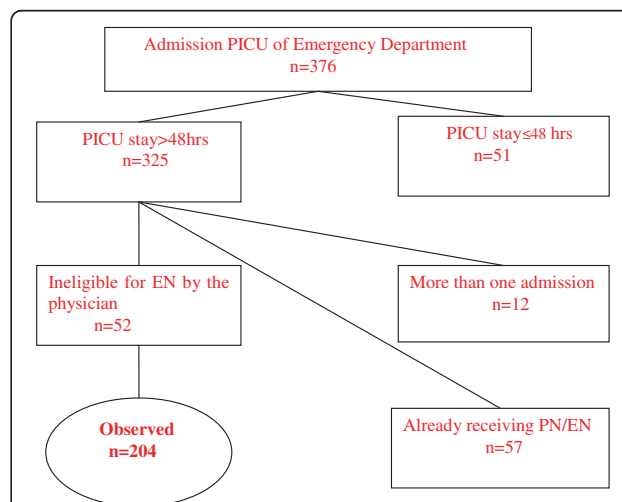 Admission PICU of Emergency Department
n=376
PICU stay>48hrs
n=325
PICU stay≤48 hrs
n=51
Ineligible for EN by the
physician
n=52
More than one admission
n=12
Observed
n=204
Already receiving PN/EN
n=57